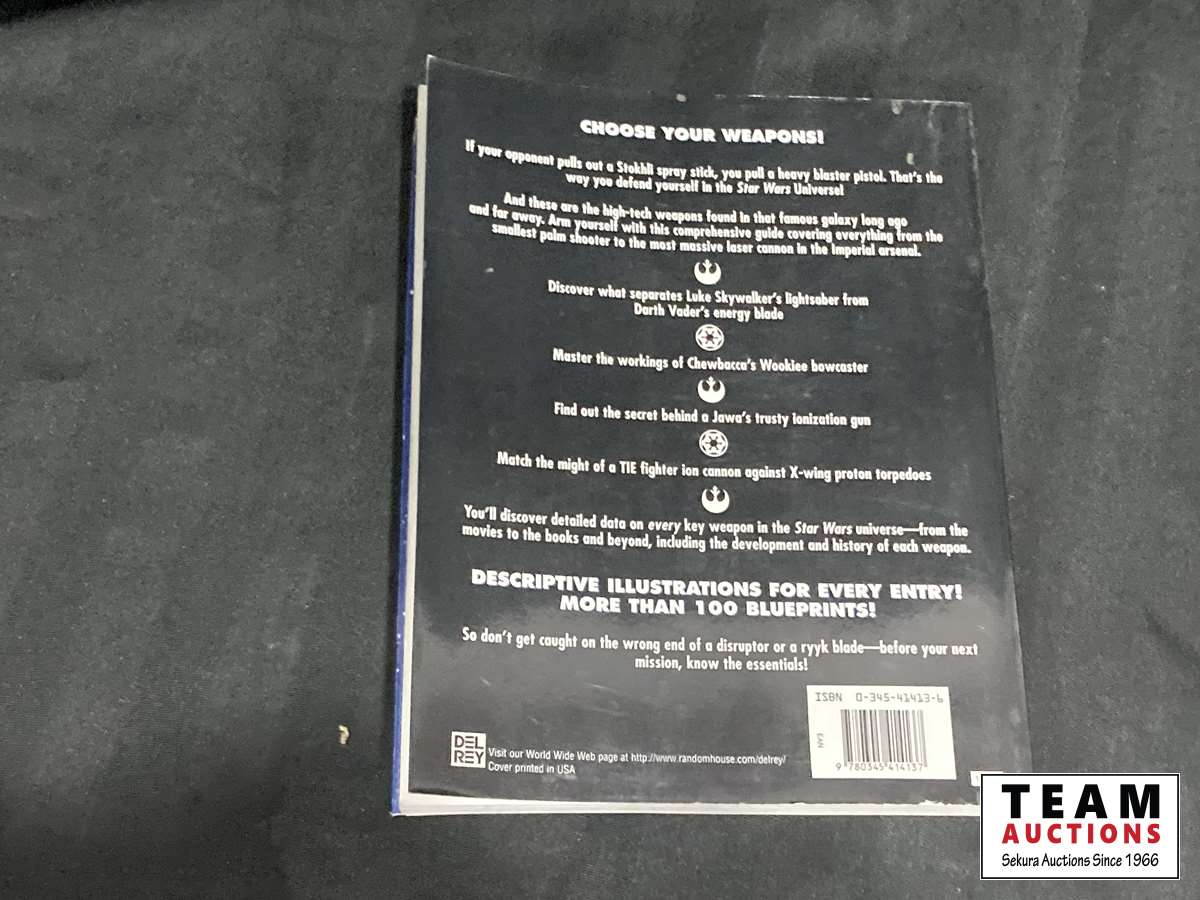 CHOOSE YOUR WEAPONS!
If your opponent pulls out a Stokhli spray stick, you pull a heavy blaster pistol. That's the
way you defend yourself in the Star Wars Universe!
And these are the high-tech weapons found in that famous galaxy long ago
and far away. Arm yourself with this comprehensive guide covering everything from the
smallest palm shooter to the most massive laser cannon in the Imperial arsenal.
Discover what separates Luke Skywalker's lightsaber from
Darth Vader's energy blade
Master the workings of Chewbacca's Wookiee bowcaster
Find out the secret behind a Jawa's trusty ionization gun
Match the might of a TIE fighter ion cannon against X-wing proton torpedoes
You'll discover detailed data on every key weapon in the Star Wars universe—from the
movies to the books and beyond, including the development and history of each weapon.
DESCRIPTIVE ILLUSTRATIONS FOR EVERY ENTRY!
MORE THAN 100 BLUEPRINTS!
So don't get caught on the wrong end of a disruptor or a ryyk blade—before your next
mission, know the essentials!
ISBN 0-345-41413-6
EAN
9 780345 414137
DEL
REY
Visit our World Wide Web page at http://www.randomhouse.com/delrey/
Cover printed in USA
TEAM
AUCTIONS
Sekura Auctions Since 1966